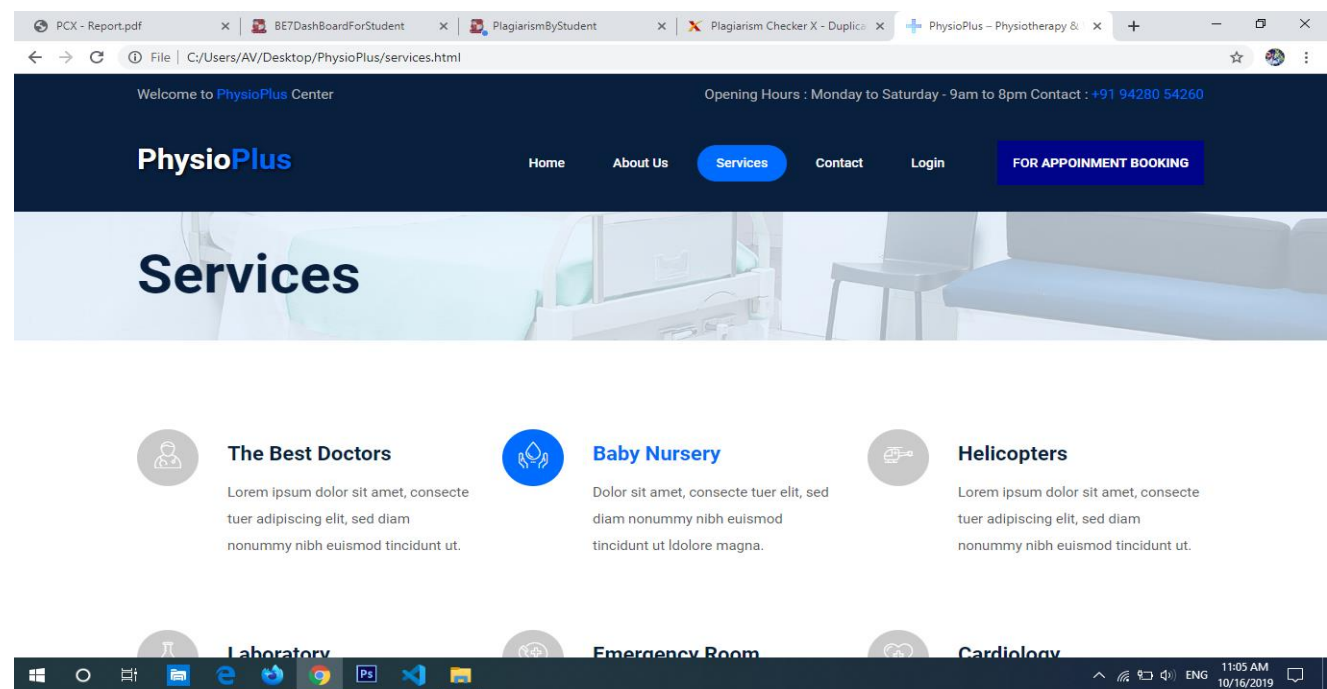 PCX - Report.pdf
BE7DashBoardForStudent
PlagiarismByStudent
Plagiarism Checker X - Duplica
PhysioPlus – Physiotherapy &
File | C:/Users/AV/Desktop/PhysioPlus/services.html
Welcome to PhysioPlus Center
Opening Hours : Monday to Saturday - 9am to 8pm Contact : +91 94280 54260
PhysioPlus
Home
About Us
Services
Contact
Login
FOR APPOINMENT BOOKING
Services
The Best Doctors
Lorem ipsum dolor sit amet, consecte
tuer adipiscing elit, sed diam
nonummy nibh euismod tincidunt ut.
Baby Nursery
Dolor sit amet, consecte tuer elit, sed
diam nonummy nibh euismod
tincidunt ut ldolore magna.
Helicopters
Lorem ipsum dolor sit amet, consecte
tuer adipiscing elit, sed diam
nonummy nibh euismod tincidunt ut.
Laboratory
Emergency Room
Cardiology
Ps
ENG
11:05 AM
10/16/2019